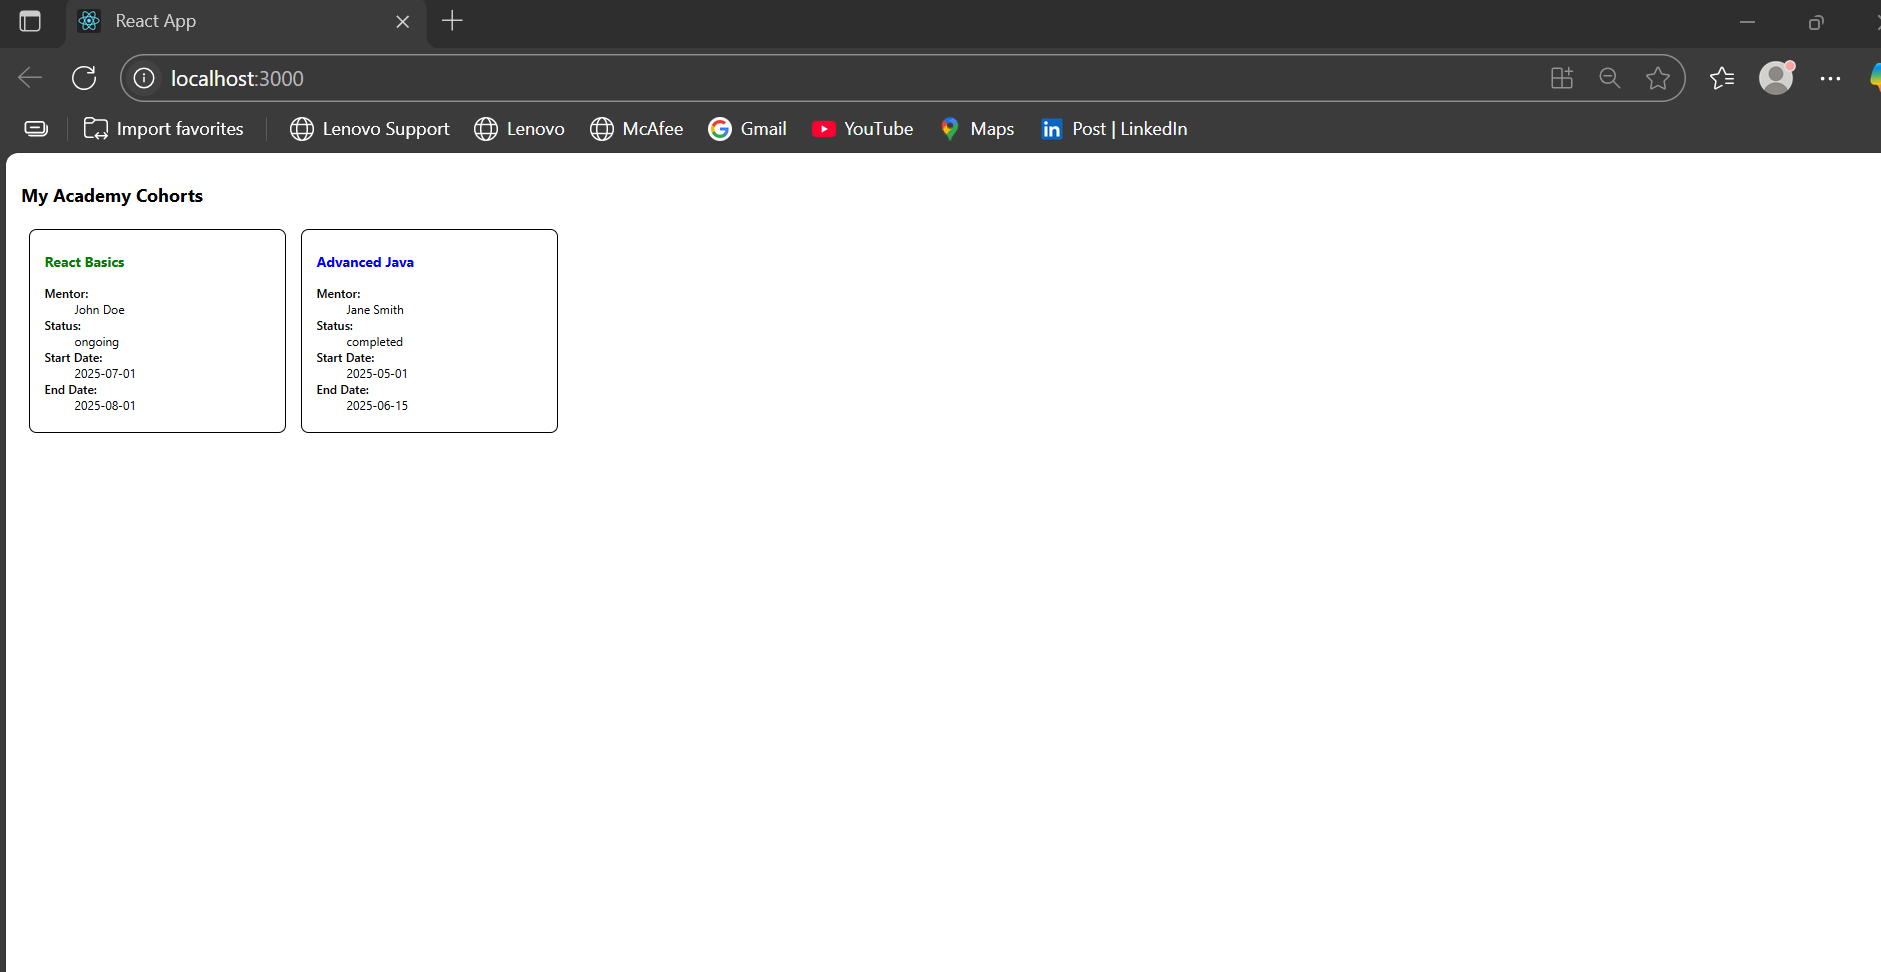 React App
localhost:3000
Import favorites Lenovo Support Lenovo McAfee Gmail YouTube Maps Post | LinkedIn
My Academy Cohorts
React Basics
Mentor:
John Doe
Status:
ongoing
Start Date:
2025-07-01
End Date:
2025-08-01
Advanced Java
Mentor:
Jane Smith
Status:
completed
Start Date:
2025-05-01
End Date:
2025-06-15